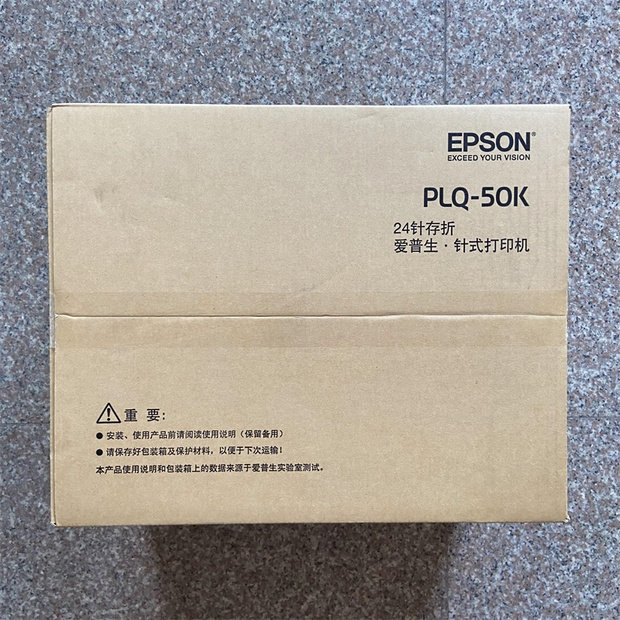 EPSON®
EXCEED YOUR VISION
PLQ-50K
24针存折
爱普生·针式打印机
重 要:
● 安装、使用产品前请阅读使用说明（保留备用）
● 请保存好包装箱及保护材料，以便于下次运输!
本产品使用说明和包装箱上的数据来源于爱普生实验室测试。